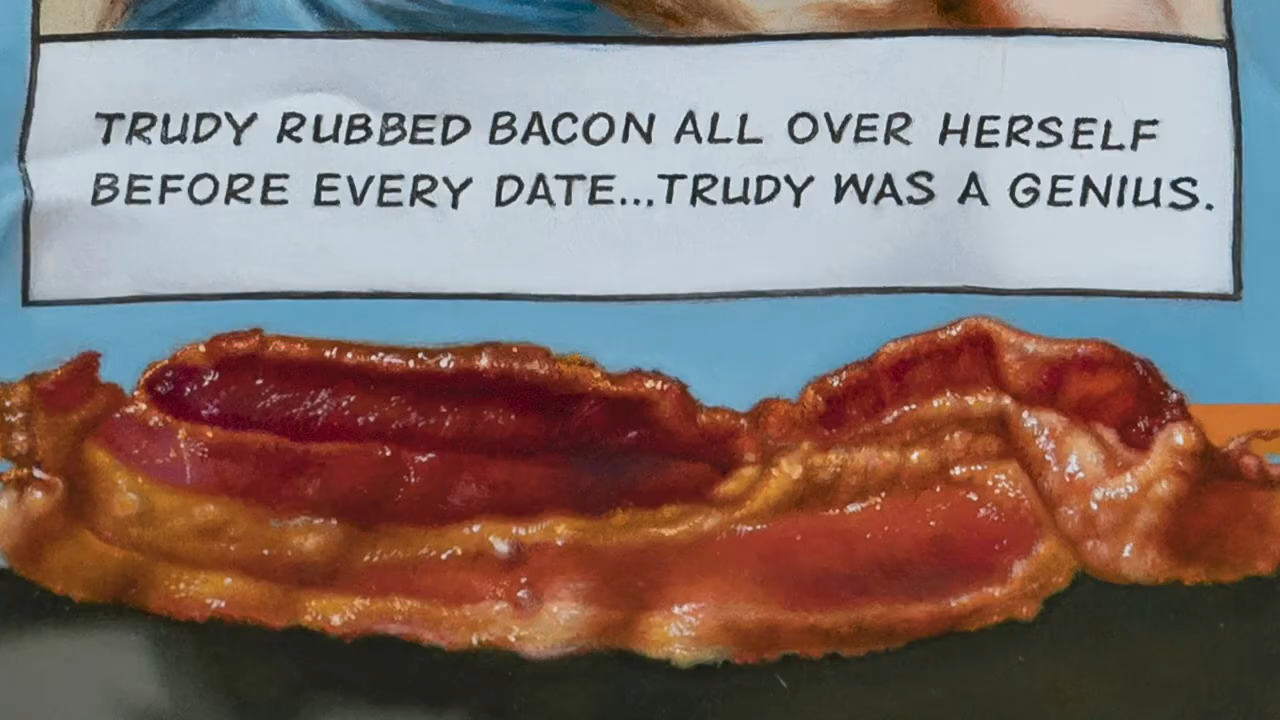 TRUDY RUBBED BACON ALL OVER HERSELF
BEFORE EVERY DATE...TRUDY WAS A GENIUS.